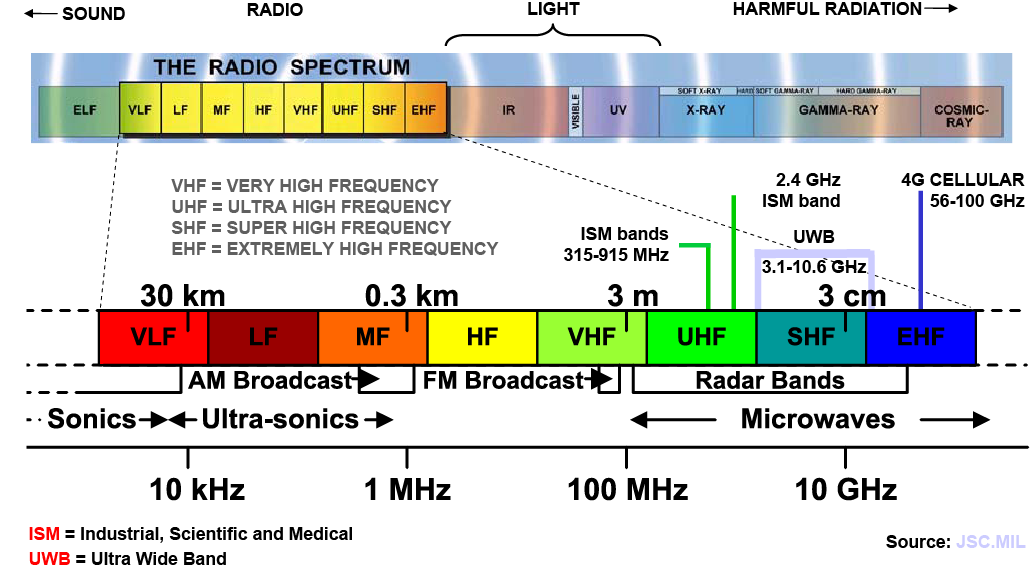 SOUND
RADIO
LIGHT
HARMFUL RADIATION
THE RADIO SPECTRUM
ELF
VLF
LF
MF
HF
VHF
UHF
SHF
EHF
IR
VISIBLE
UV
SOFT X-RAY
HARD
SOFT GAMMA-RAY
HARD GAMMA-RAY
X-RAY
GAMMA-RAY
COSMIC-
RAY
VHF = VERY HIGH FREQUENCY
UHF = ULTRA HIGH FREQUENCY
SHF = SUPER HIGH FREQUENCY
EHF = EXTREMELY HIGH FREQUENCY
ISM bands
315-915 MHz
2.4 GHz
ISM band
UWB
3.1-10.6 GHz
4G CELLULAR
56-100 GHz
30 km
0.3 km
3 m
3 cm
VLF
LF
MF
HF
VHF
UHF
SHF
EHF
AM Broadcast
FM Broadcast
Radar Bands
Sonics
Ultra-sonics
Microwaves
10 kHz
1 MHz
100 MHz
10 GHz
ISM = Industrial, Scientific and Medical
UWB = Ultra Wide Band
Source: JSC.MIL